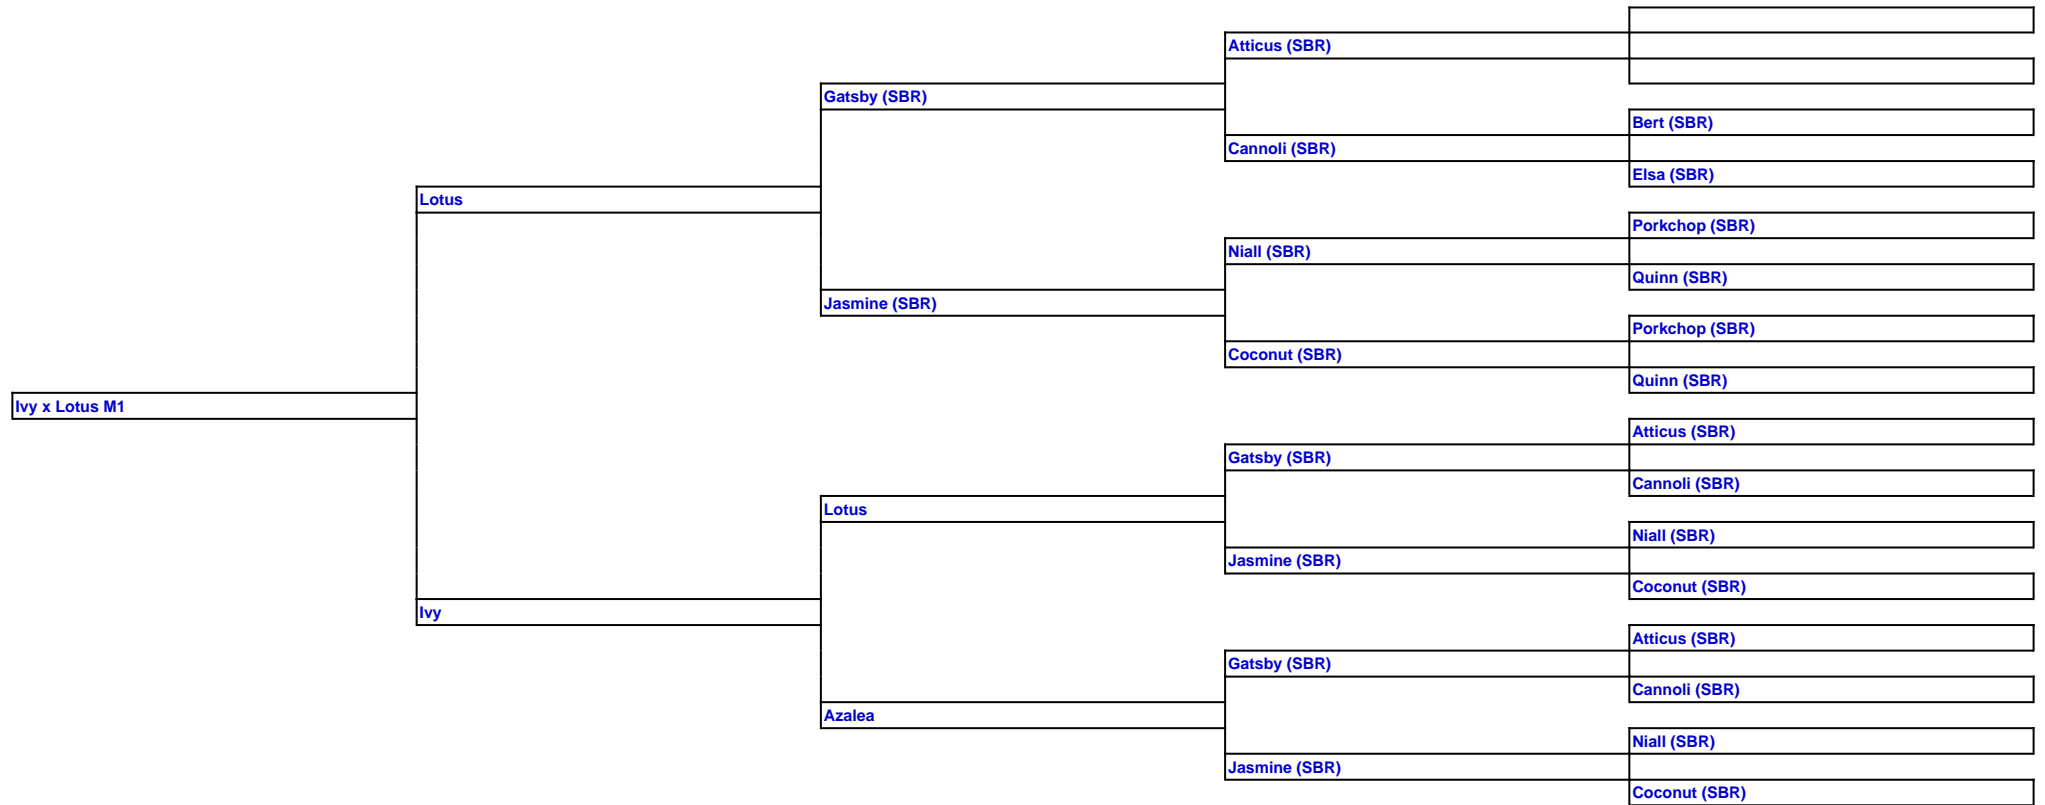 Atticus (SBR)
Gatsby (SBR)
Bert (SBR)
Cannoli (SBR)
Elsa (SBR)
Lotus
Porkchop (SBR)
Niall (SBR)
Quinn (SBR)
Jasmine (SBR)
Porkchop (SBR)
Coconut (SBR)
Quinn (SBR)
Ivy x Lotus M1
Atticus (SBR)
Gatsby (SBR)
Cannoli (SBR)
Lotus
Niall (SBR)
Jasmine (SBR)
Coconut (SBR)
Ivy
Atticus (SBR)
Gatsby (SBR)
Cannoli (SBR)
Azalea
Niall (SBR)
Jasmine (SBR)
Coconut (SBR)